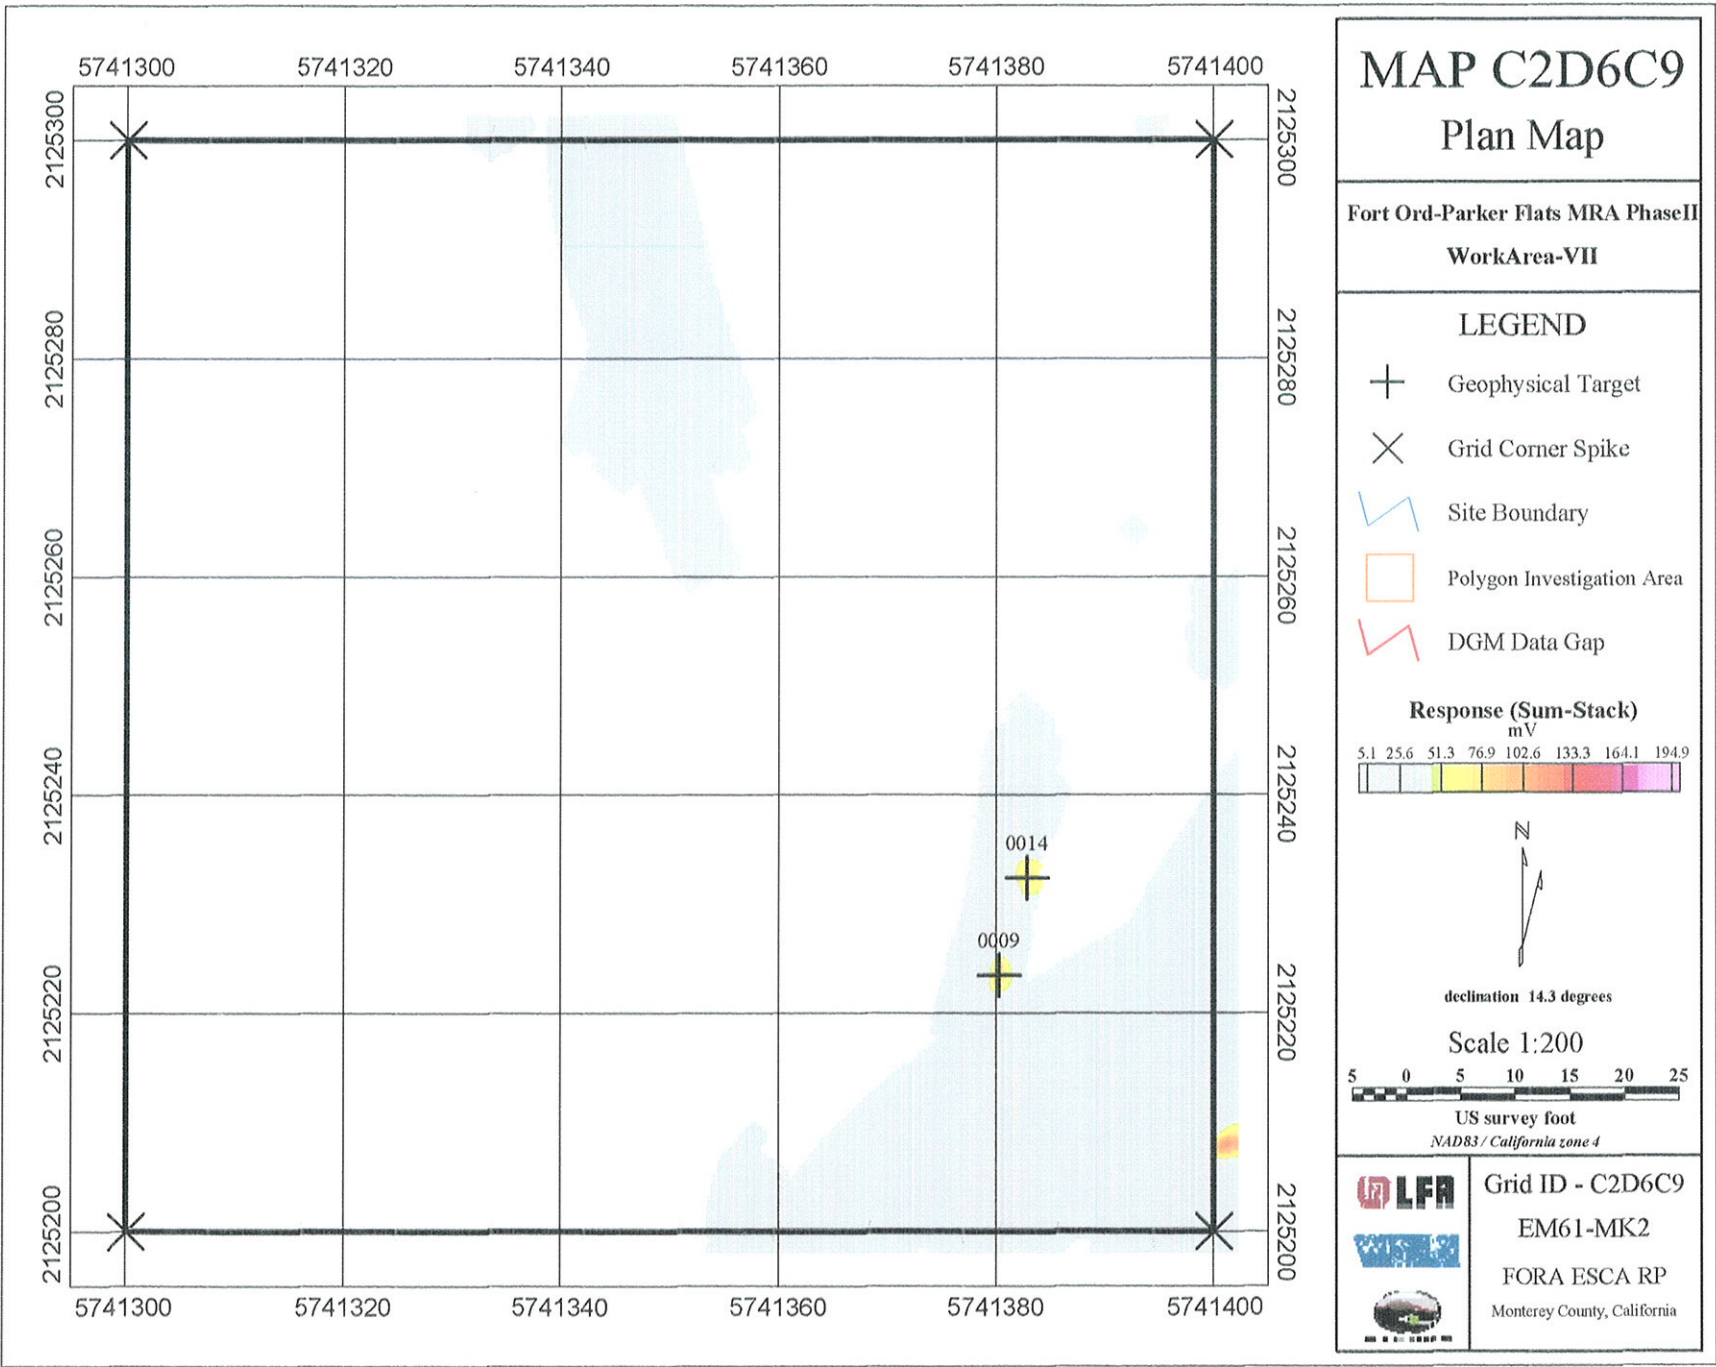 5741300 5741320 5741340 5741360 5741380 5741400
2125300 2125300
2125280 2125280
2125260 2125260
2125240 2125240
2125220 2125220
2125200 2125200
0014
0009
5741300 5741320 5741340 5741360 5741380 5741400
MAP C2D6C9
Plan Map
Fort Ord-Parker Flats MRA PhaseII
WorkArea-VII
LEGEND
Geophysical Target
Grid Corner Spike
Site Boundary
Polygon Investigation Area
DGM Data Gap
Response (Sum-Stack)
mV
5.1 25.6 51.3 76.9 102.6 133.3 164.1 194.9
N
declination 14.3 degrees
Scale 1:200
5 0 5 10 15 20 25
US survey foot
NAD83 / California zone 4
LFR
Grid ID - C2D6C9
EM61-MK2
FORA ESCA RP
Monterey County, California